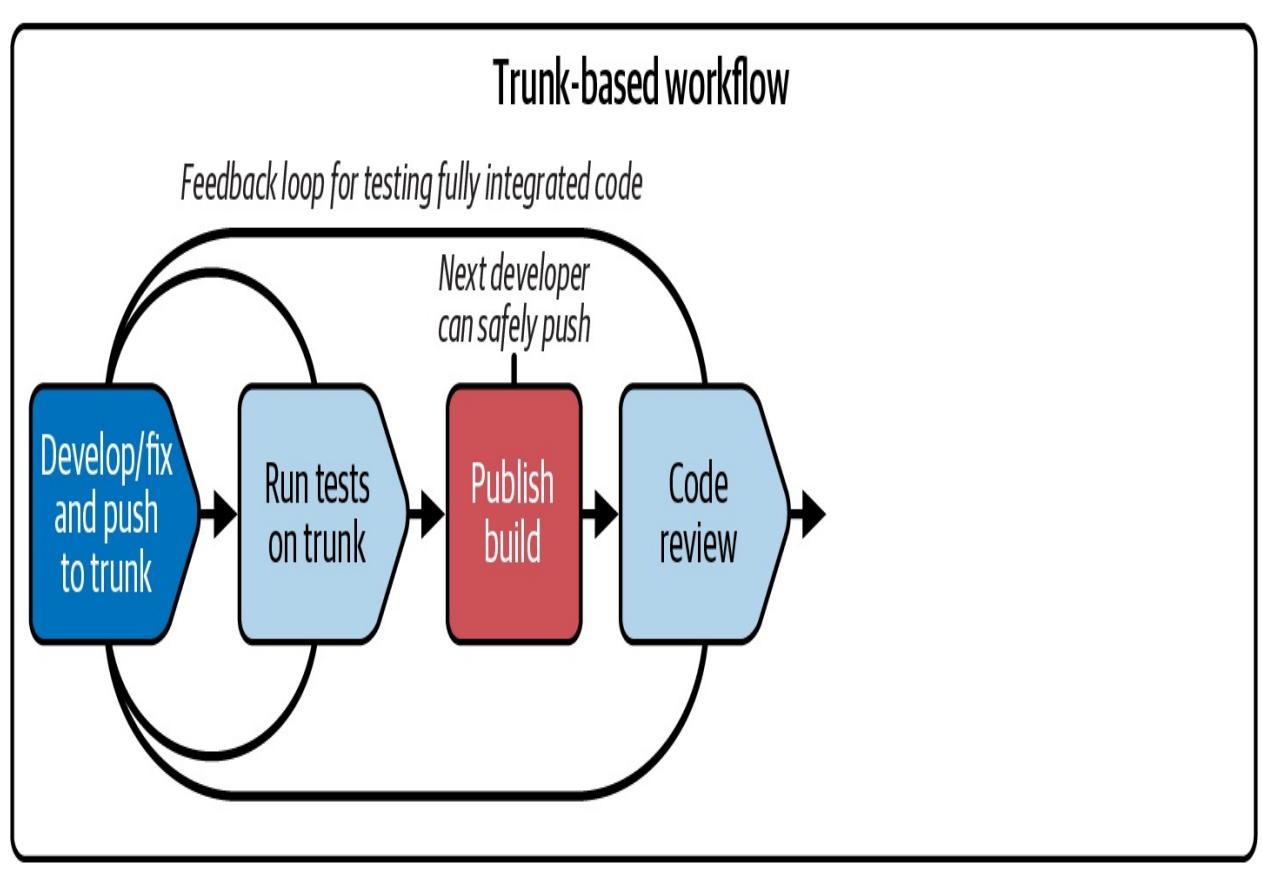 Trunk-based workflow
Feedback loop for testing fully integrated code
Next developer
can safely push
Develop/fix
and push
to trunk
Run tests
on trunk
Publish
build
Code
review